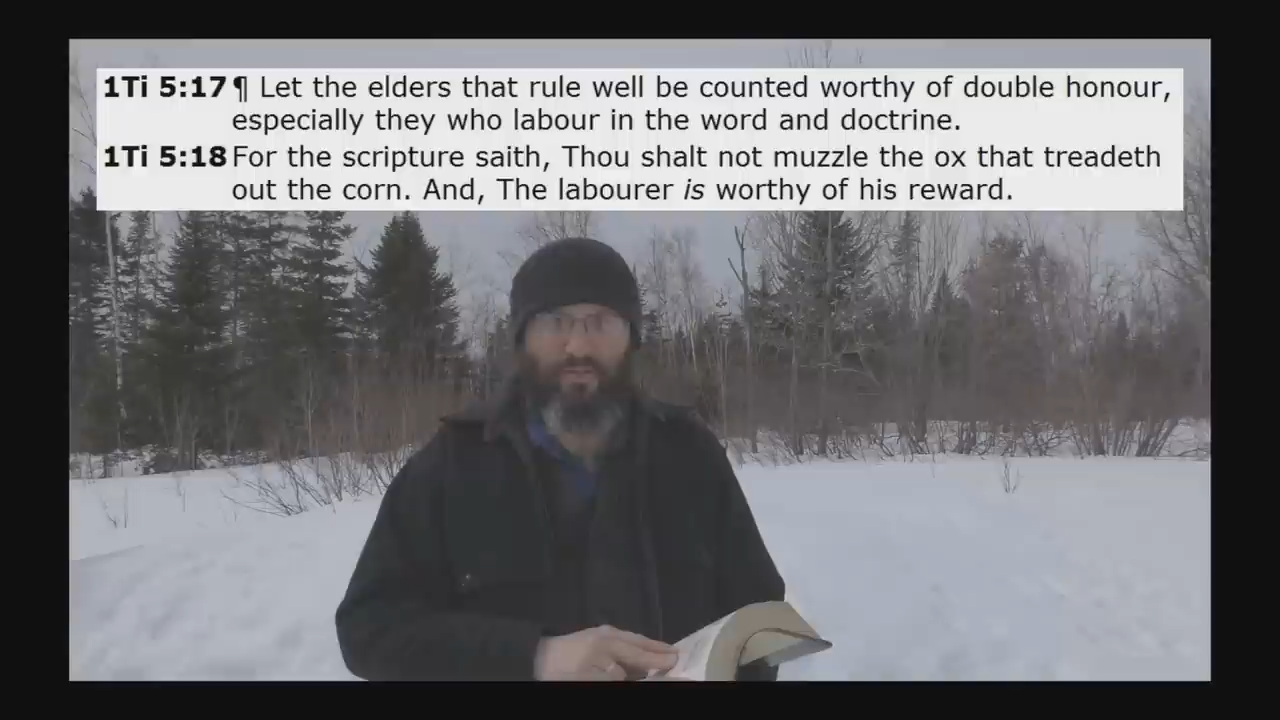 1Ti 5:17 ¶ Let the elders that rule well be counted worthy of double honour,
especially they who labour in the word and doctrine.
1Ti 5:18 For the scripture saith, Thou shalt not muzzle the ox that treadeth
out the corn. And, The labourer is worthy of his reward.